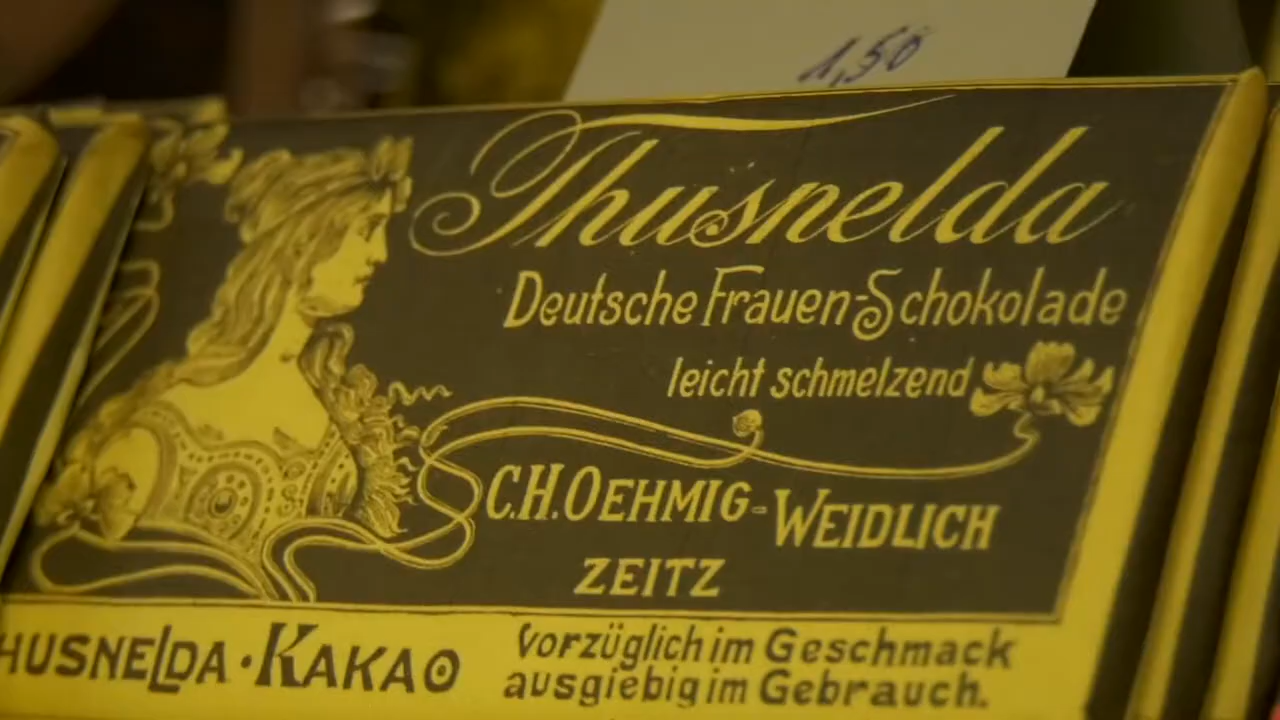 1,50
Thusnelda
Deutsche Frauen-Schokolade
leicht schmelzend
C.H. OEHMIG-WEIDLICH
ZEITZ
HUSNELDA · KAKAO
vorzüglich im Geschmack
ausgiebig im Gebrauch.